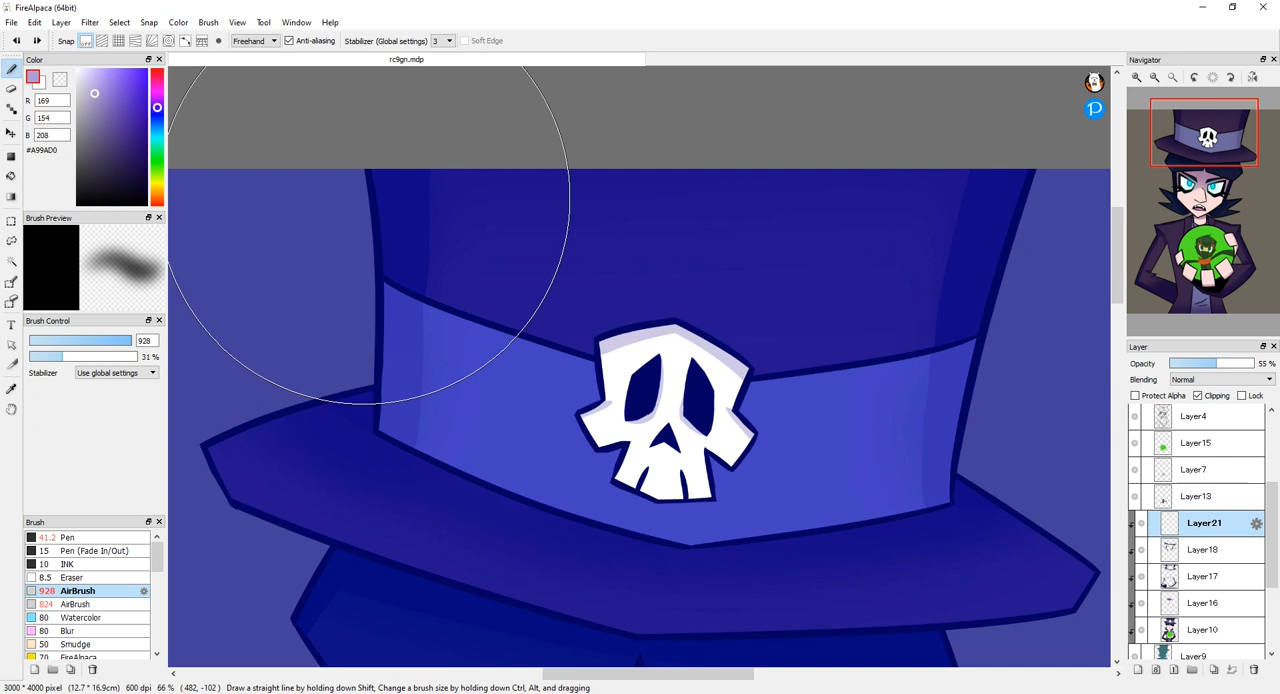 FireAlpaca (64bit)
File Edit Layer Filter Select Snap Color Brush View Tool Window Help
Snap OFF Freehand Anti-aliasing Stabilizer (Global settings) 3 Soft Edge
Color
rc9gn.mdp
Navigator
R 169
G 154
B 208
#A99AD0
Brush Preview
Brush Control
928
31 %
Stabilizer Use global settings
Layer
Opacity 55 %
Blending Normal
Protect Alpha Clipping Lock
Layer4
Layer15
Layer7
Layer13
Layer21
Layer18
Layer17
Layer16
Layer10
Layer9
Brush
41.2 Pen
15 Pen (Fade In/Out)
10 INK
8.5 Eraser
928 AirBrush
824 AirBrush
80 Watercolor
80 Blur
50 Smudge
70 FireAlpaca
3000 * 4000 pixel (12.7 * 16.9cm) 600 dpi 66 % ( 482, -102 ) Draw a straight line by holding down Shift, Change a brush size by holding down Ctrl, Alt, and dragging